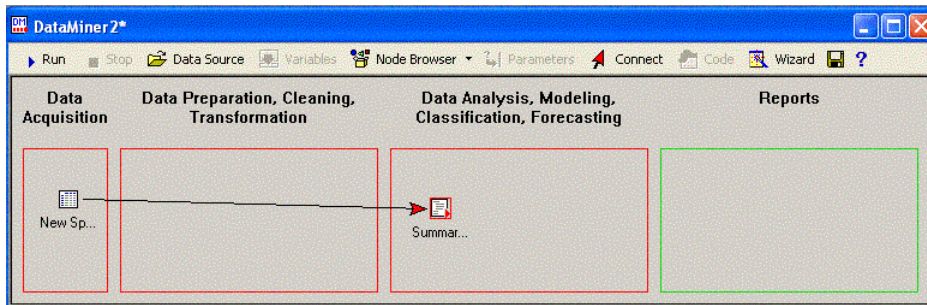 DM DataMiner2*
Run Stop Data Source Variables Node Browser Parameters Connect Code Wizard ?
Data Acquisition
Data Preparation, Cleaning, Transformation
Data Analysis, Modeling, Classification, Forecasting
Reports
New Sp...
Summar...